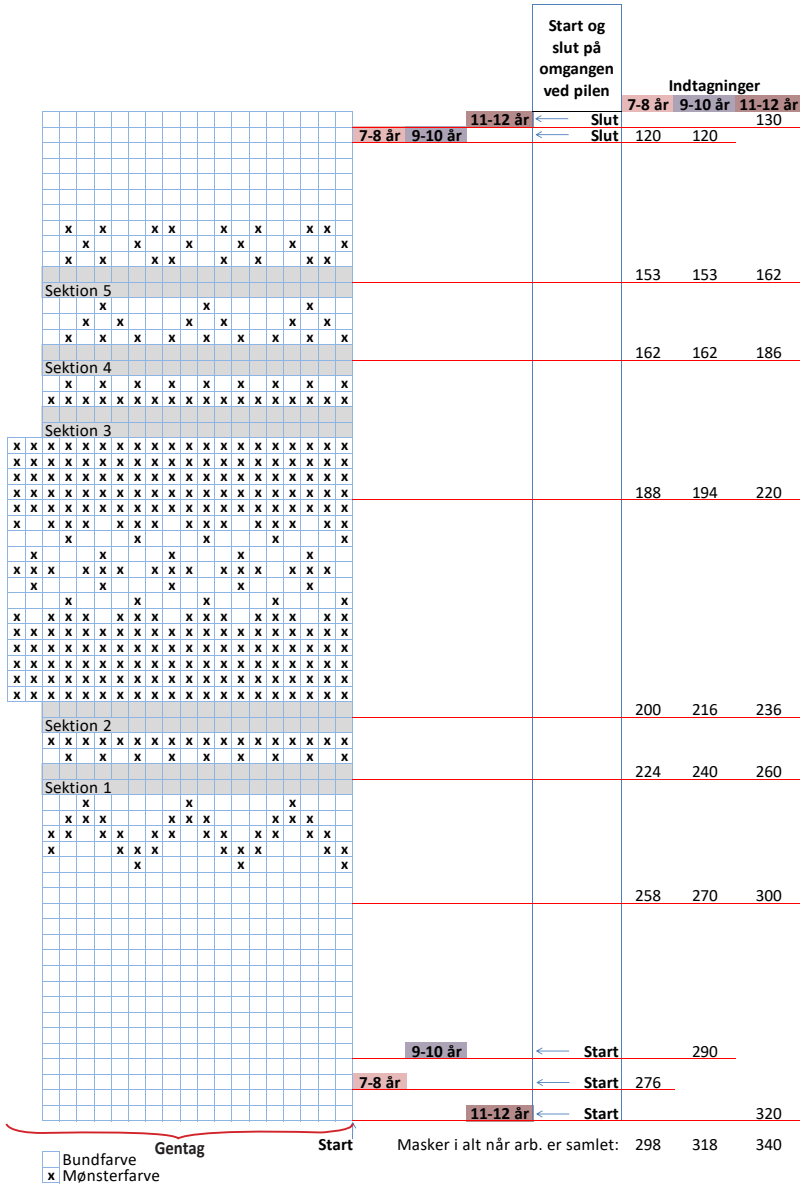 Start og
slut på
omgangen
ved pilen
Indtagninger
7-8 år 9-10 år 11-12 år
11-12 år Slut 130
7-8 år 9-10 år Slut 120 120
x x x x x x x x
x x x x x x
x x x x x x x x
153 153 162
Sektion 5
x x x
x x x x x x
x x x x x x x x x
162 162 186
Sektion 4
x x x x x x x x x
x x x x x x x x x x x x x x x x x x
Sektion 3
x x x x x x x x x x x x x x x x x x x x
x x x x x x x x x x x x x x x x x x x x
x x x x x x x x x x x x x x x x x x x x
x x x x x x x x x x x x x x x x x x x x 188 194 220
x x x x x x x x x x x x x x x x x x x x
x x x x x x x x x x x x x x x
x x x x x
x x x x x
x x x x x x x x x x x x x x x
x x x x x
x x x x x
x x x x x x x x x x x x x x x
x x x x x x x x x x x x x x x x x x x x
x x x x x x x x x x x x x x x x x x x x
x x x x x x x x x x x x x x x x x x x x
x x x x x x x x x x x x x x x x x x x x
x x x x x x x x x x x x x x x x x x x x
200 216 236
Sektion 2
x x x x x x x x x x x x x x x x x x
x x x x x x x x x
224 240 260
Sektion 1
x x x
x x x x x x x x x
x x x x x x x x x x x x
x x x x x x x x x
x x x
258 270 300
9-10 år Start 290
7-8 år Start 276
11-12 år Start 320
Gentag Start Masker i alt når arb. er samlet: 298 318 340
Bundfarve
x Mønsterfarve